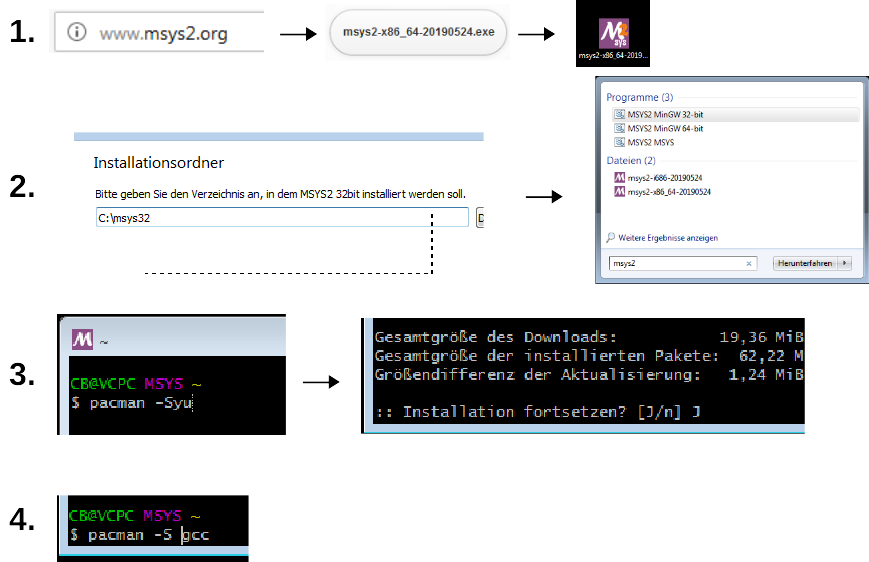 1.
www.msys2.org
msys2-x86_64-20190524.exe
M2
sys
msys2-x86_64-2019...
2.
Installationsordner
Bitte geben Sie den Verzeichnis an, in dem MSYS2 32bit installiert werden soll.
C:\msys32
D
Programme (3)
MSYS2 MinGW 32-bit
MSYS2 MinGW 64-bit
MSYS2 MSYS
Dateien (2)
msys2-i686-20190524
msys2-x86_64-20190524
Weitere Ergebnisse anzeigen
msys2
Herunterfahren
3.
M ~
CB@VCPC MSYS ~
$ pacman -Syu
Gesamtgröße des Downloads: 19,36 MiB
Gesamtgröße der installierten Pakete: 62,22 M
Größendifferenz der Aktualisierung: 1,24 MiB
:: Installation fortsetzen? [J/n] J
4.
CB@VCPC MSYS ~
$ pacman -S gcc